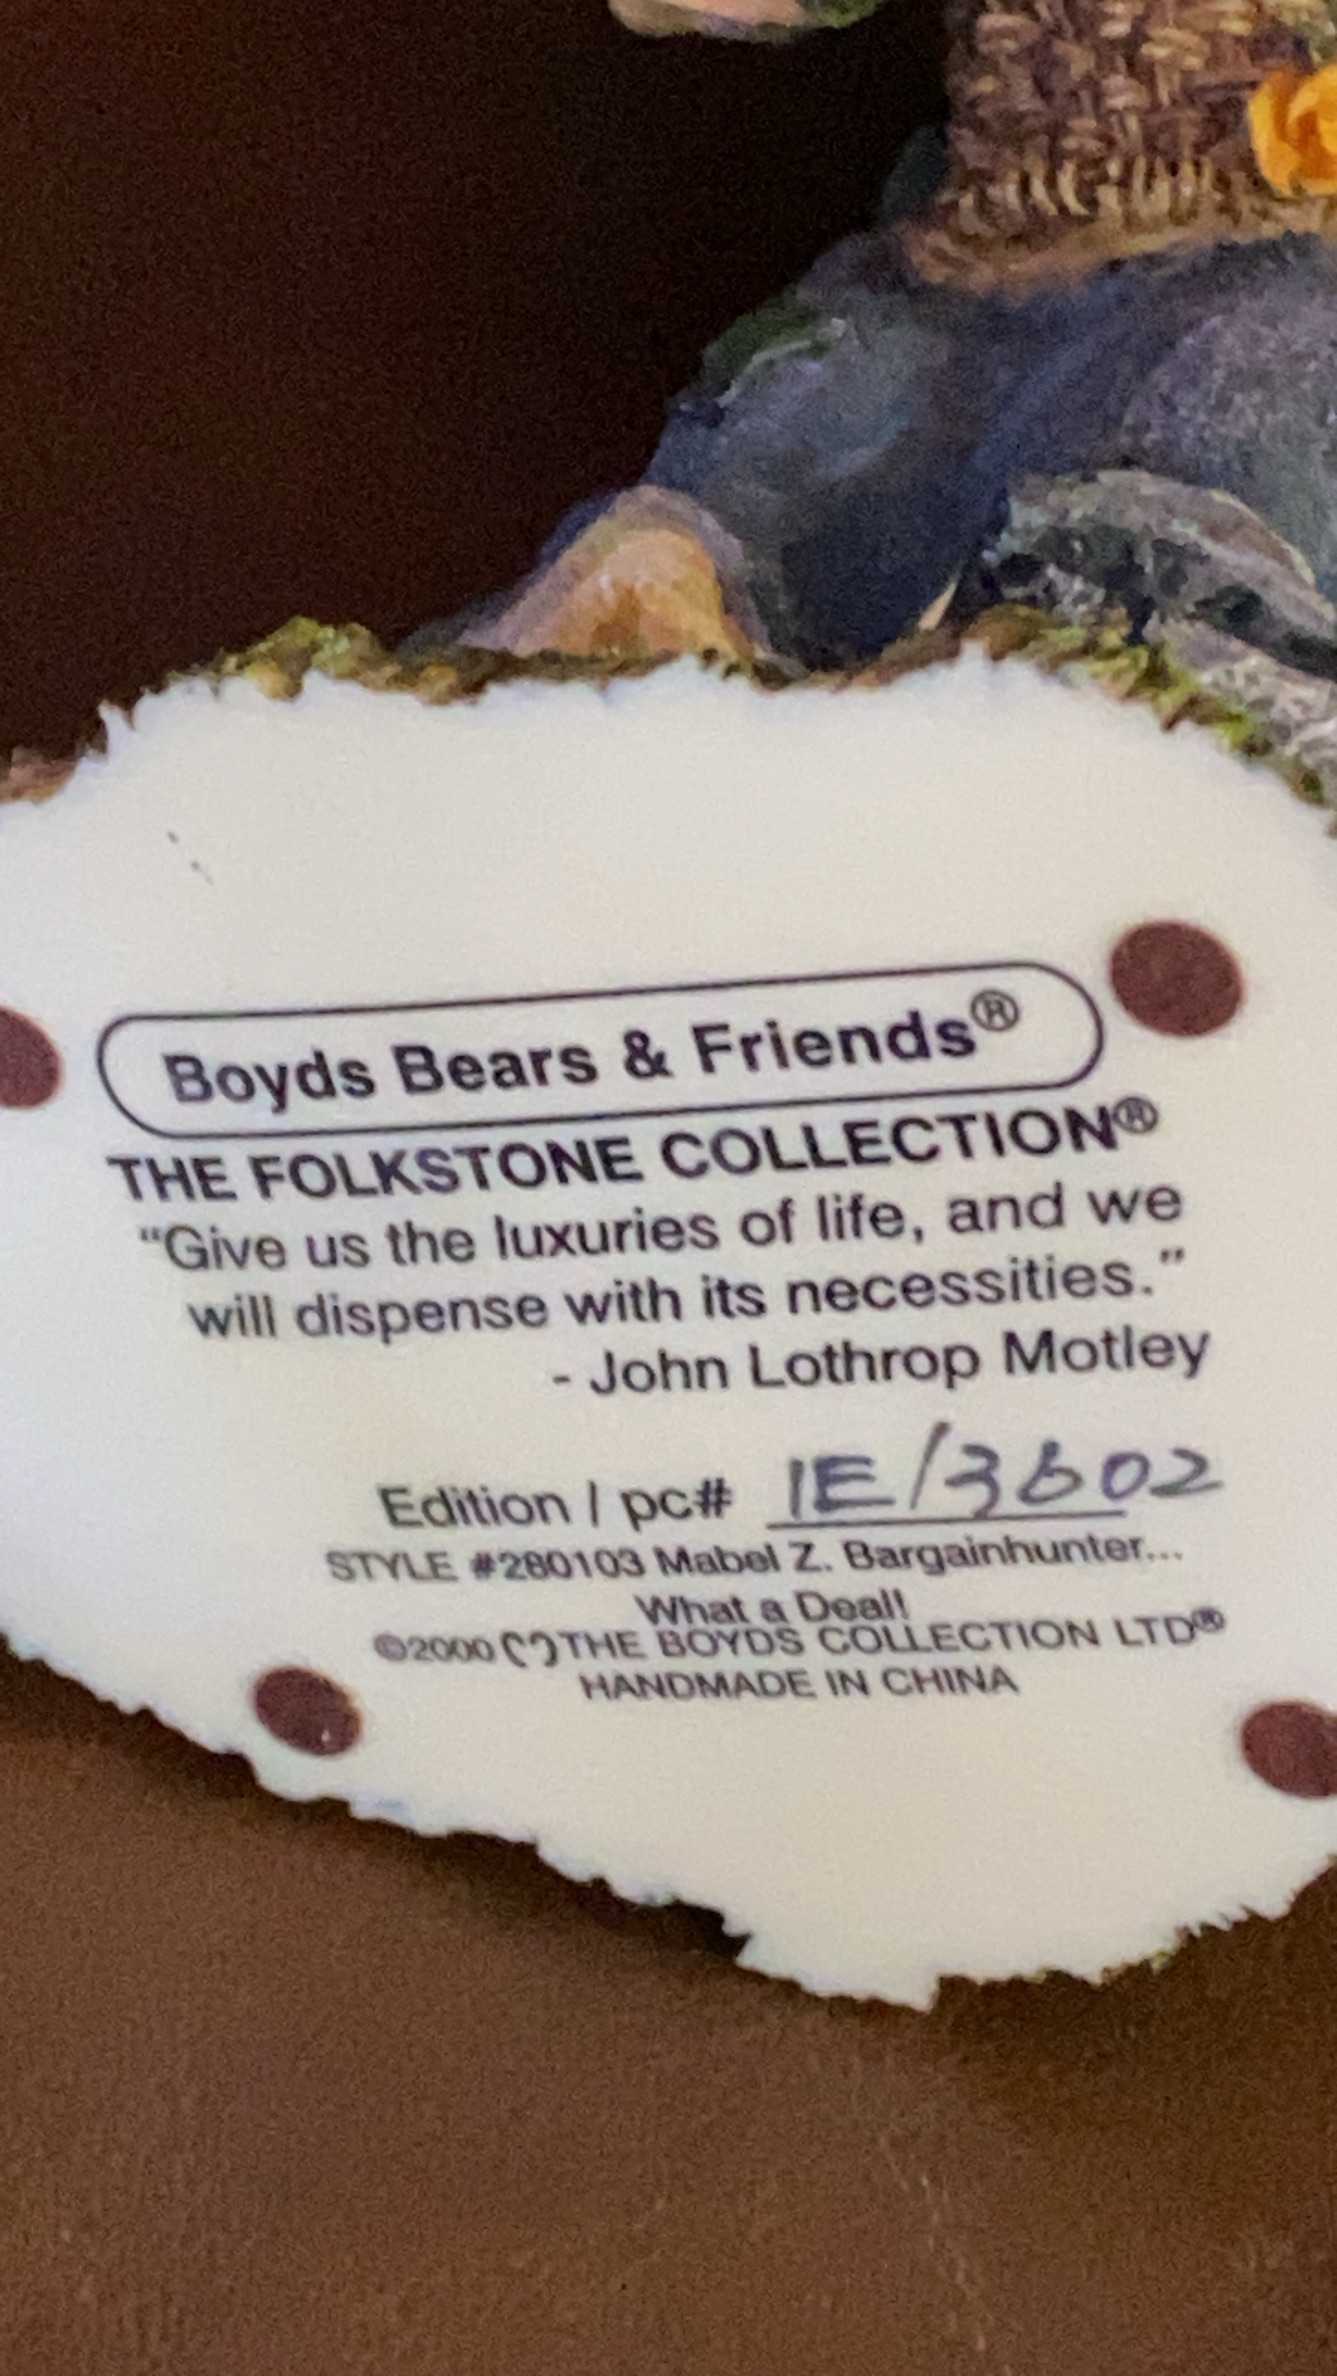 Boyds Bears & Friends®
THE FOLKSTONE COLLECTION®
“Give us the luxuries of life, and we
will dispense with its necessities.”
- John Lothrop Motley
Edition / pc# 1E/3602
STYLE #280103 Mabel Z. Bargainhunter...
What a Deal!
©2000 THE BOYDS COLLECTION LTD®
HANDMADE IN CHINA